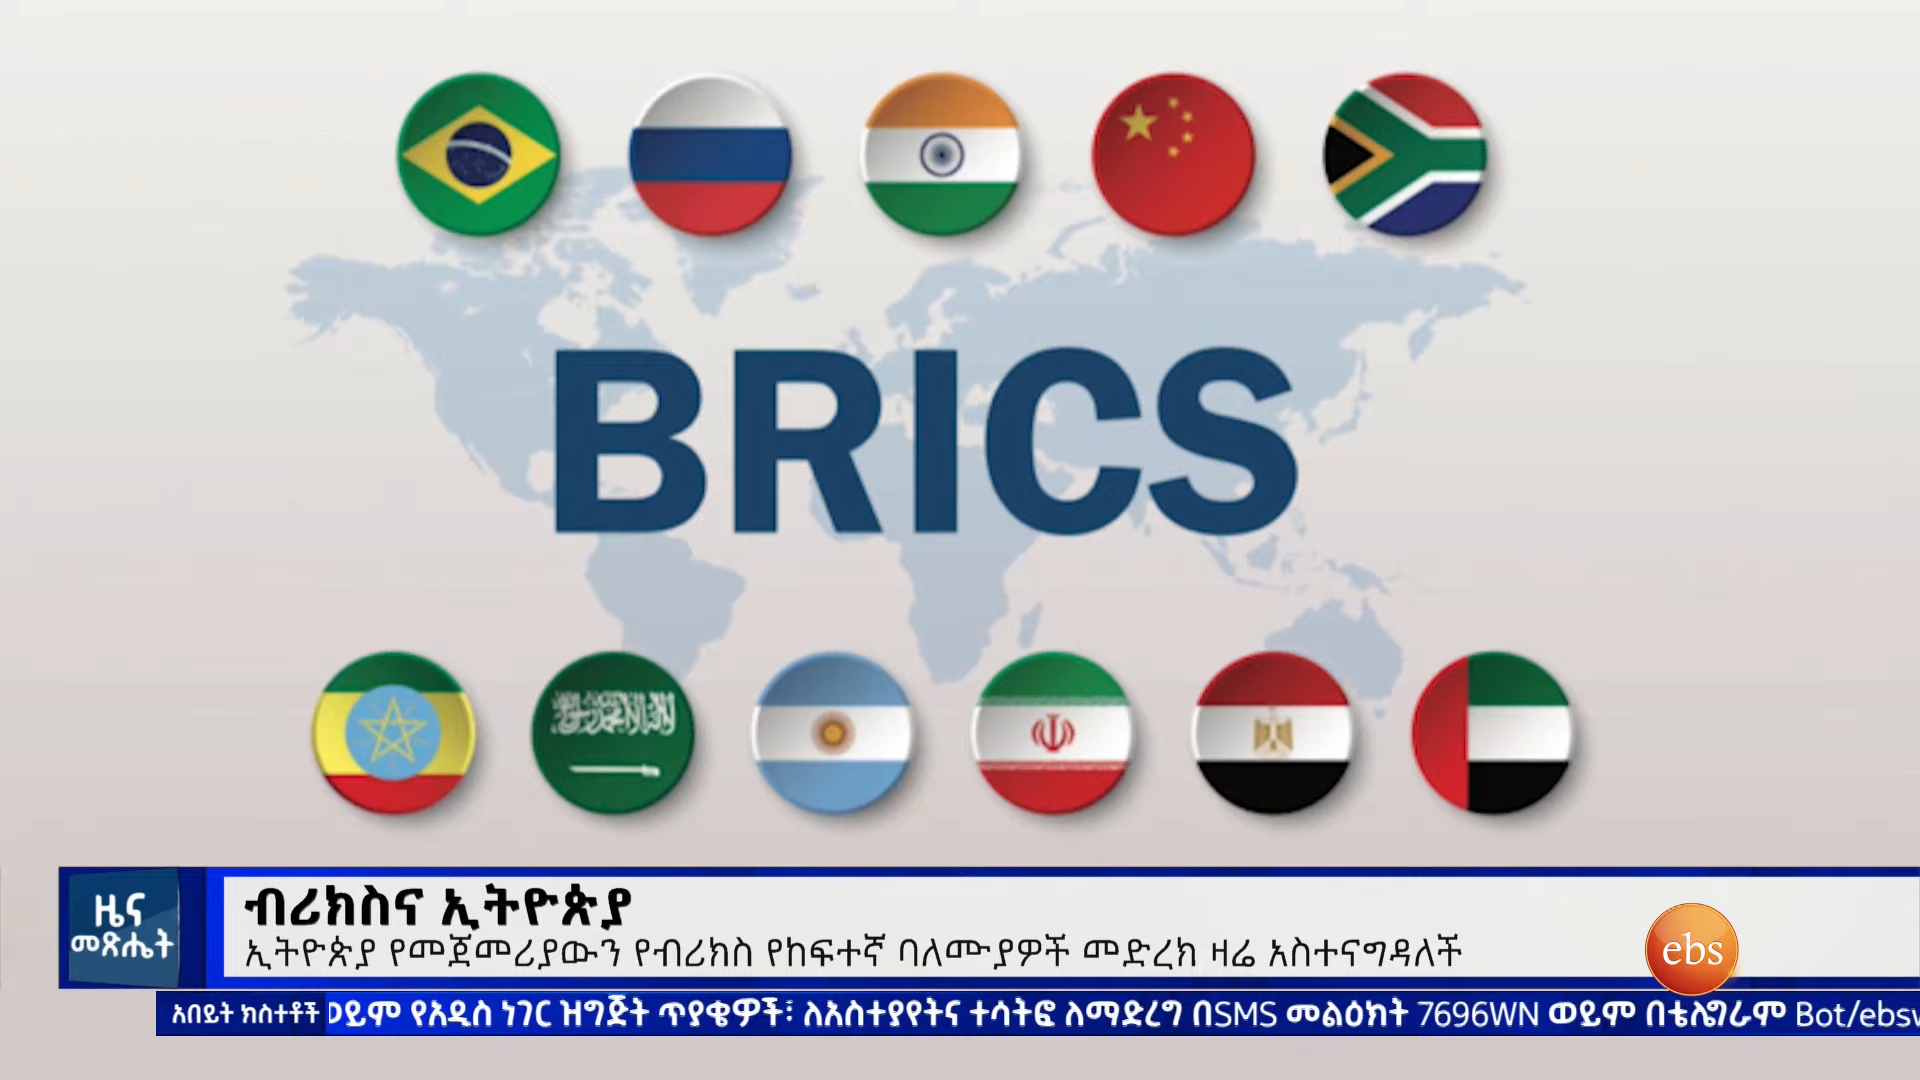 BRICS
ዜና
መጽሔት
ብሪክስና ኢትዮጵያ
ኢትዮጵያ የመጀመሪያውን የብሪክስ የከፍተኛ ባለሙያዎች መድረክ ዛሬ አስተናግዳለች
ebs
አበይት ክስተቶች
ወይም የአዲስ ነገር ዝግጅት ጥያቄዎች፣ ለአስተያየትና ተሳትፎ ለማድረግ በSMS መልዕክት 7696WN ወይም በቴሌግራም Bot/ebsw